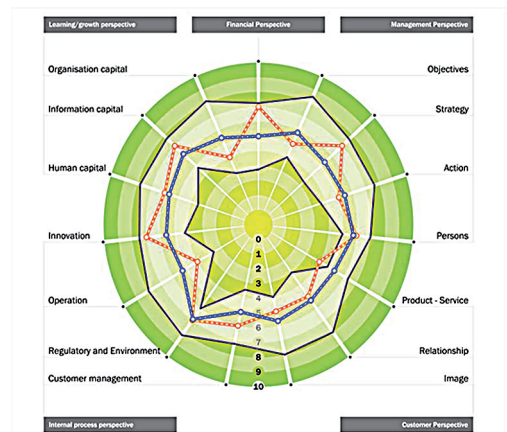 Learning/growth perspective
Financial Perspective
Management Perspective
Organisation capital
Objectives
Information capital
Strategy
Human capital
Action
Innovation
Persons
0
1
2
3
4
5
6
7
8
9
10
Operation
Product - Service
Regulatory and Environment
Relationship
Customer management
Image
Internal process perspective
Customer Perspective